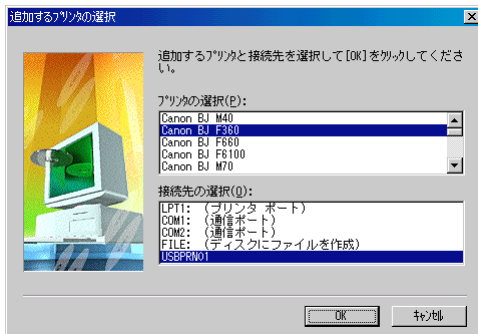 追加するﾌﾟﾘﾝﾀの選択
追加するﾌﾟﾘﾝﾀと接続先を選択して[OK]をｸﾘｯｸしてくださ
い。
ﾌﾟﾘﾝﾀの選択(P):
Canon BJ M40
Canon BJ F360
Canon BJ F660
Canon BJ F6100
Canon BJ M70
接続先の選択(O):
LPT1: (プリンタ ポート)
COM1: (通信ポート)
COM2: (通信ポート)
FILE: (ディスクにファイルを作成)
USBPRN01
OK
ｷｬﾝｾﾙ